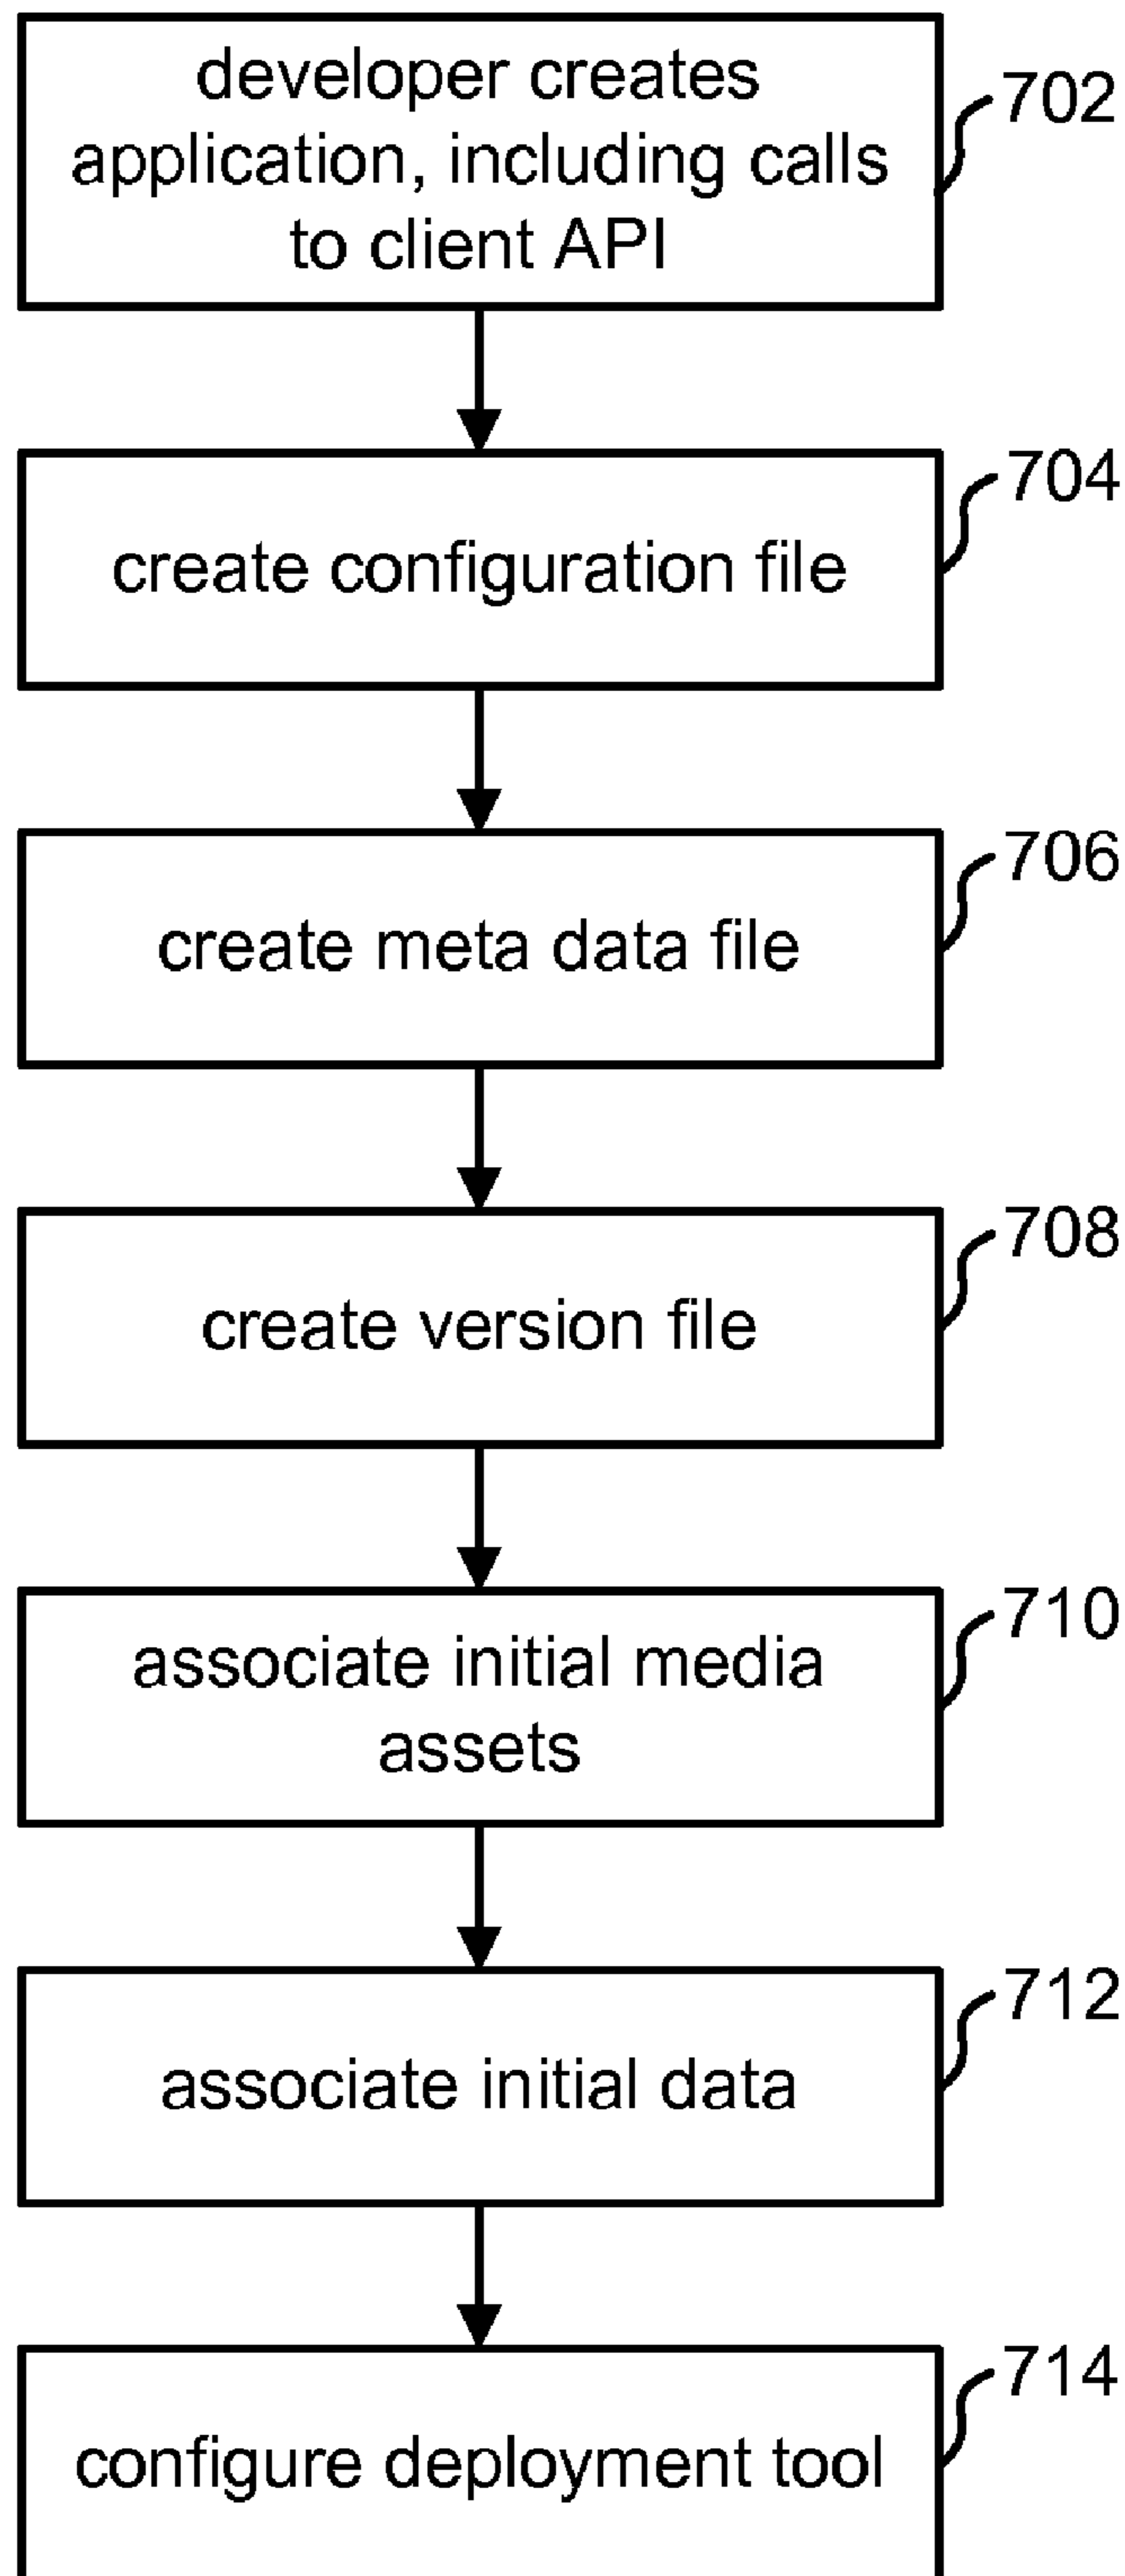 developer creates
application, including calls
to client API
702
create configuration file
704
create meta data file
706
create version file
708
associate initial media
assets
710
associate initial data
712
configure deployment tool
714